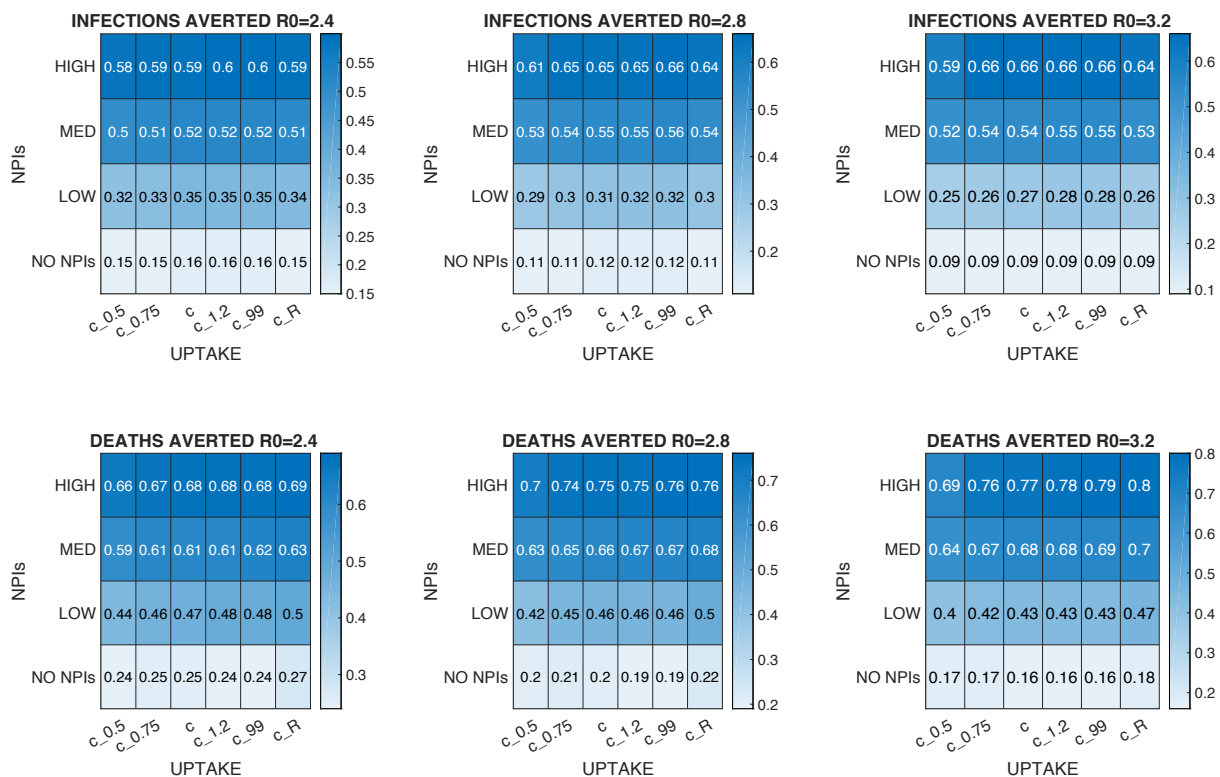 INFECTIONS AVERTED R0=2.4
HIGH 0.58 0.59 0.59 0.6 0.6 0.59
MED 0.5 0.51 0.52 0.52 0.52 0.51
LOW 0.32 0.33 0.35 0.35 0.35 0.34
NO NPIs 0.15 0.15 0.16 0.16 0.16 0.15
c_0.5 c_0.75 c c_1.2 c_99 c_R
UPTAKE
NPIs
0.55
0.5
0.45
0.4
0.35
0.3
0.25
0.2
0.15
INFECTIONS AVERTED R0=2.8
HIGH 0.61 0.65 0.65 0.65 0.66 0.64
MED 0.53 0.54 0.55 0.55 0.56 0.54
LOW 0.29 0.3 0.31 0.32 0.32 0.3
NO NPIs 0.11 0.11 0.12 0.12 0.12 0.11
c_0.5 c_0.75 c c_1.2 c_99 c_R
UPTAKE
NPIs
0.6
0.5
0.4
0.3
0.2
INFECTIONS AVERTED R0=3.2
HIGH 0.59 0.66 0.66 0.66 0.66 0.64
MED 0.52 0.54 0.54 0.55 0.55 0.53
LOW 0.25 0.26 0.27 0.28 0.28 0.26
NO NPIs 0.09 0.09 0.09 0.09 0.09 0.09
c_0.5 c_0.75 c c_1.2 c_99 c_R
UPTAKE
NPIs
0.6
0.5
0.4
0.3
0.2
0.1
DEATHS AVERTED R0=2.4
HIGH 0.66 0.67 0.68 0.68 0.68 0.69
MED 0.59 0.61 0.61 0.61 0.62 0.63
LOW 0.44 0.46 0.47 0.48 0.48 0.5
NO NPIs 0.24 0.25 0.25 0.24 0.24 0.27
c_0.5 c_0.75 c c_1.2 c_99 c_R
UPTAKE
NPIs
0.6
0.5
0.4
0.3
DEATHS AVERTED R0=2.8
HIGH 0.7 0.74 0.75 0.75 0.76 0.76
MED 0.63 0.65 0.66 0.67 0.67 0.68
LOW 0.42 0.45 0.46 0.46 0.46 0.5
NO NPIs 0.2 0.21 0.2 0.19 0.19 0.22
c_0.5 c_0.75 c c_1.2 c_99 c_R
UPTAKE
NPIs
0.7
0.6
0.5
0.4
0.3
0.2
DEATHS AVERTED R0=3.2
HIGH 0.69 0.76 0.77 0.78 0.79 0.8
MED 0.64 0.67 0.68 0.68 0.69 0.7
LOW 0.4 0.42 0.43 0.43 0.43 0.47
NO NPIs 0.17 0.17 0.16 0.16 0.16 0.18
c_0.5 c_0.75 c c_1.2 c_99 c_R
UPTAKE
NPIs
0.8
0.7
0.6
0.5
0.4
0.3
0.2